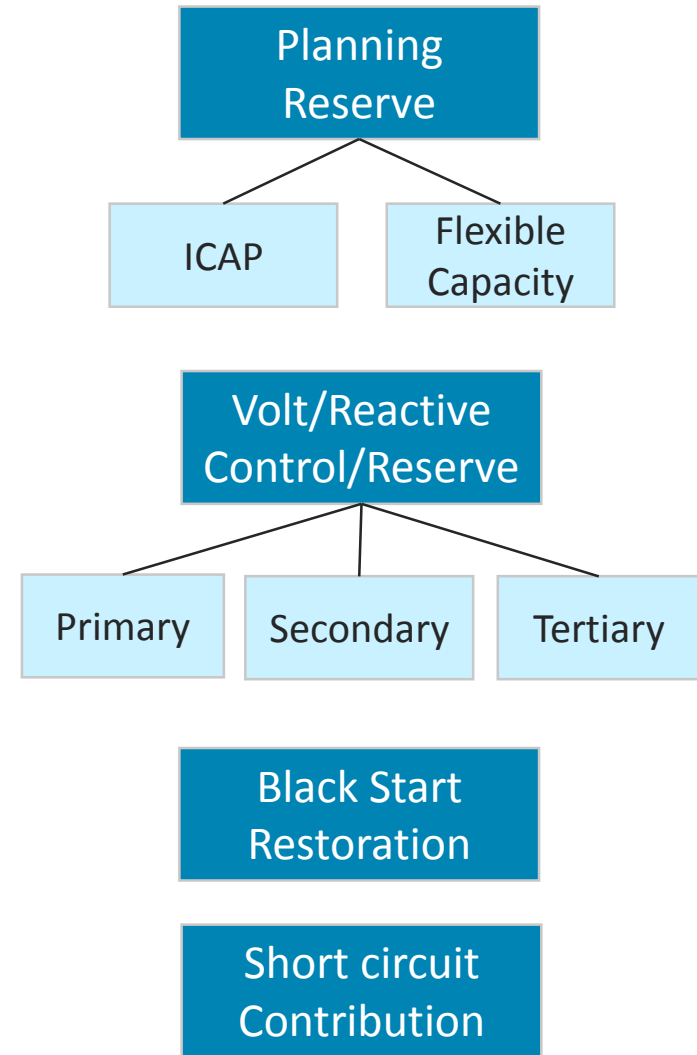 Planning
Reserve
ICAP
Flexible
Capacity
Volt/Reactive
Control/Reserve
Primary
Secondary
Tertiary
Black Start
Restoration
Short circuit
Contribution